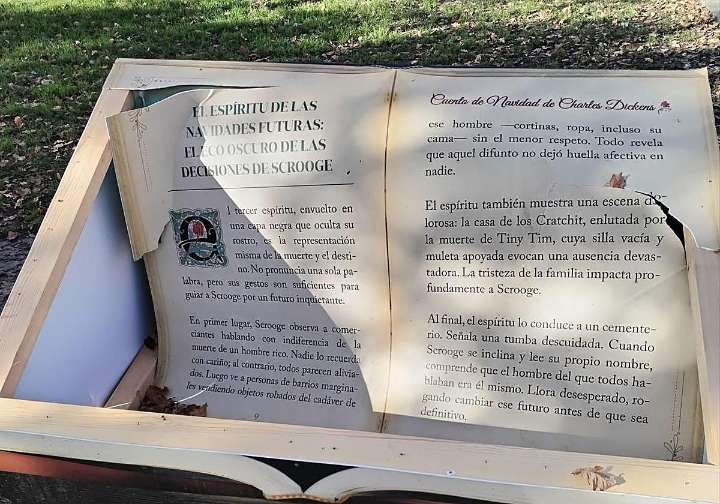 EL ESPÍRITU DE LAS
NAVIDADES FUTURAS:
EL ECO OSCURO DE LAS
DECISIONES DE SCROOGE
El tercer espíritu, envuelto en
una capa negra que oculta su
rostro, es la representación
misma de la muerte y el desti-
no. No pronuncia una sola pa-
labra, pero sus gestos son suficientes para
guiar a Scrooge por un futuro inquietante.
En primer lugar, Scrooge observa a comer-
ciantes hablando con indiferencia de la
muerte de un hombre rico. Nadie lo recuerda
con cariño; al contrario, todos parecen alivia-
dos. Luego ve a personas de barrios margina-
les vendiendo objetos robados del cadáver de
9
Cuento de Navidad de Charles Dickens
ese hombre —cortinas, ropa, incluso su
cama— sin el menor respeto. Todo revela
que aquel difunto no dejó huella afectiva en
nadie.
El espíritu también muestra una escena do-
lorosa: la casa de los Cratchit, enlutada por
la muerte de Tiny Tim, cuya silla vacía y
muleta apoyada evocan una ausencia devas-
tadora. La tristeza de la familia impacta pro-
fundamente a Scrooge.
Al final, el espíritu lo conduce a un cemente-
rio. Señala una tumba descuidada. Cuando
Scrooge se inclina y lee su propio nombre,
comprende que el hombre del que todos ha-
blaban era él mismo. Llora desesperado, ro-
gando cambiar ese futuro antes de que sea
definitivo.